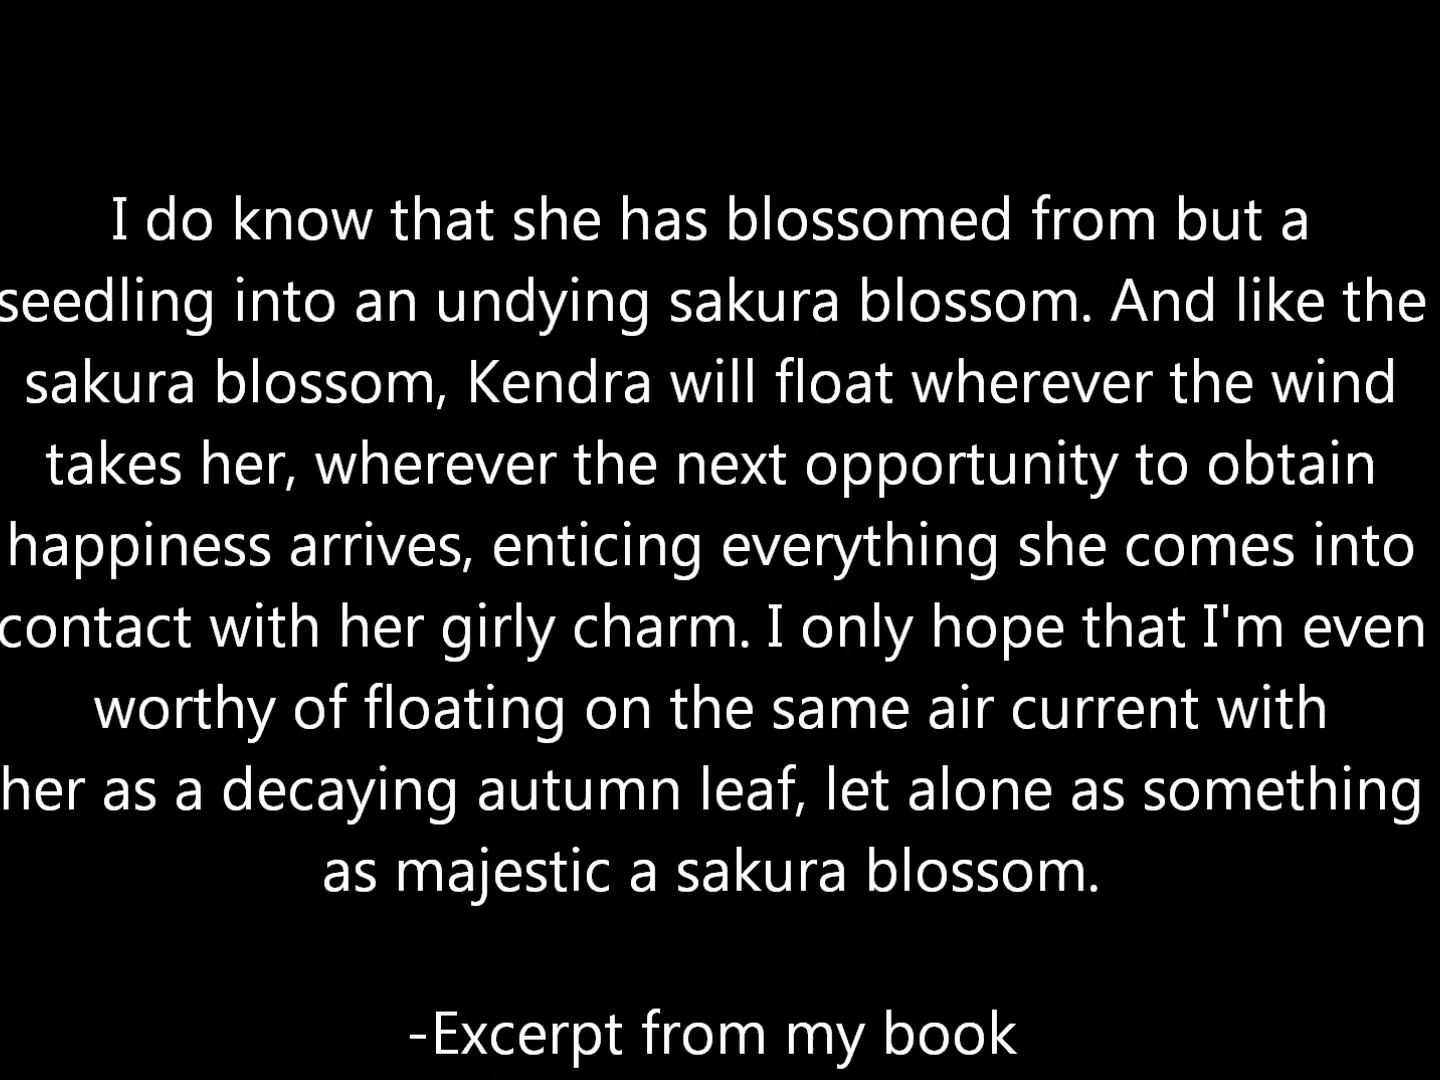 I do know that she has blossomed from but a
seedling into an undying sakura blossom. And like the
sakura blossom, Kendra will float wherever the wind
takes her, wherever the next opportunity to obtain
happiness arrives, enticing everything she comes into
contact with her girly charm. I only hope that I'm even
worthy of floating on the same air current with
her as a decaying autumn leaf, let alone as something
as majestic a sakura blossom.
-Excerpt from my book